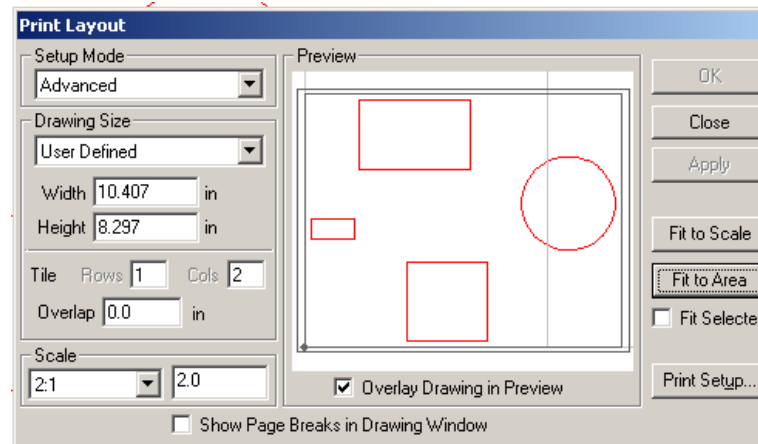 Print Layout
Setup Mode
Advanced
Drawing Size
User Defined
Width 10.407 in
Height 8.297 in
Tile Rows 1 Cols 2
Overlap 0.0 in
Scale
2:1 2.0
Preview
Overlay Drawing in Preview
Show Page Breaks in Drawing Window
OK
Close
Apply
Fit to Scale
Fit to Area
Fit Selecte
Print Setup...